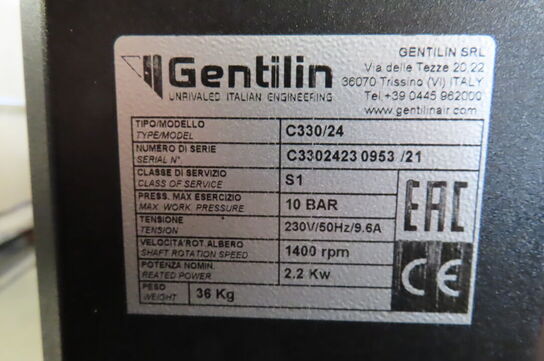 Gentilin
UNRIVALED ITALIAN ENGINEERING
GENTILIN SRL
Via delle Tezze 20,22
36070 Trissino (VI) ITALY
Tel.+39 0445 962000
www.gentilinair.com
TIPO/MODELLO
TYPE/MODEL
C330/24
NUMERO DI SERIE
SERIAL N°.
C33024230953 /21
CLASSE DI SERVIZIO
CLASS OF SERVICE
S1
PRESS. MAX ESERCIZIO
MAX WORK PRESSUR
10 BAR
TENSIONE
TENSION
230V/50Hz/9.6A
VELOCITA'ROT.ALBERO
SHAFT ROTATION SPEED
1400 rpm
POTENZA NOMIN.
REATED POWER
2.2 Kw
PESO
WEIGHT
36 Kg
EAC
CE